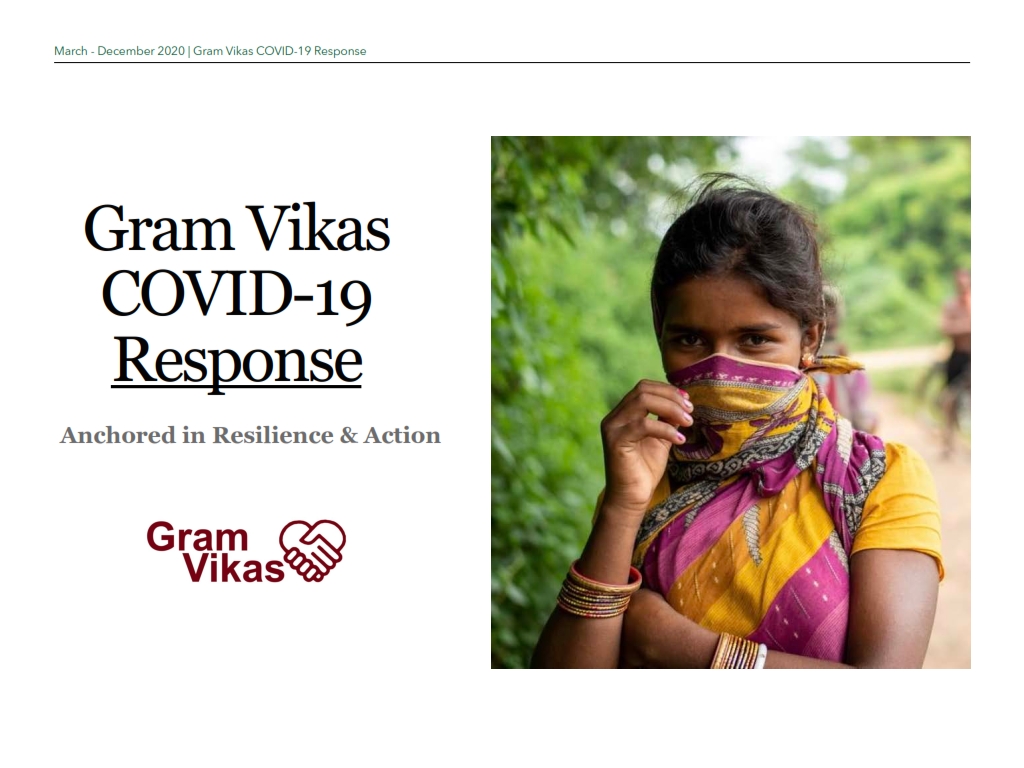 March - December 2020 | Gram Vikas COVID-19 Response
Gram Vikas
COVID-19
Response
Anchored in Resilience & Action
Gram
Vikas